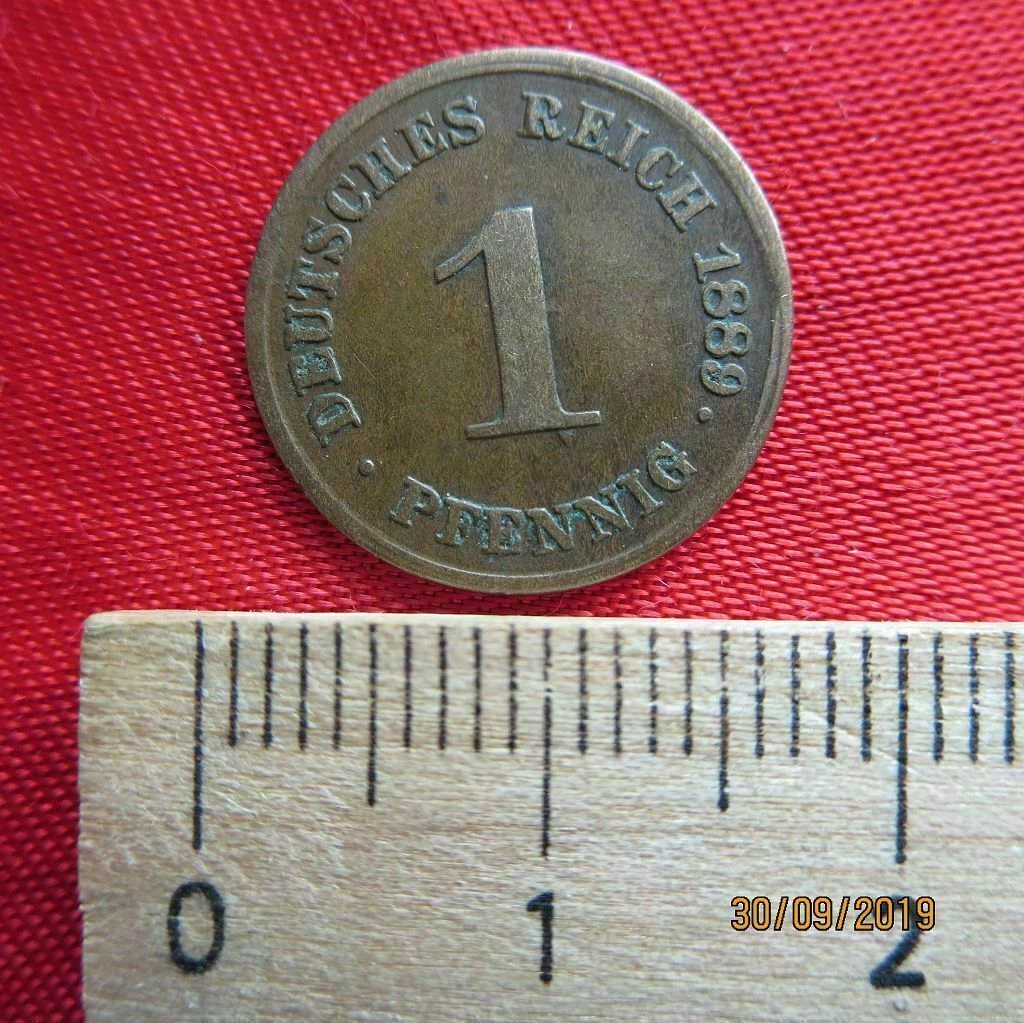 DEUTSCHES REICH 1889
1
· PFENNIG ·
0 1 2
30/09/2019